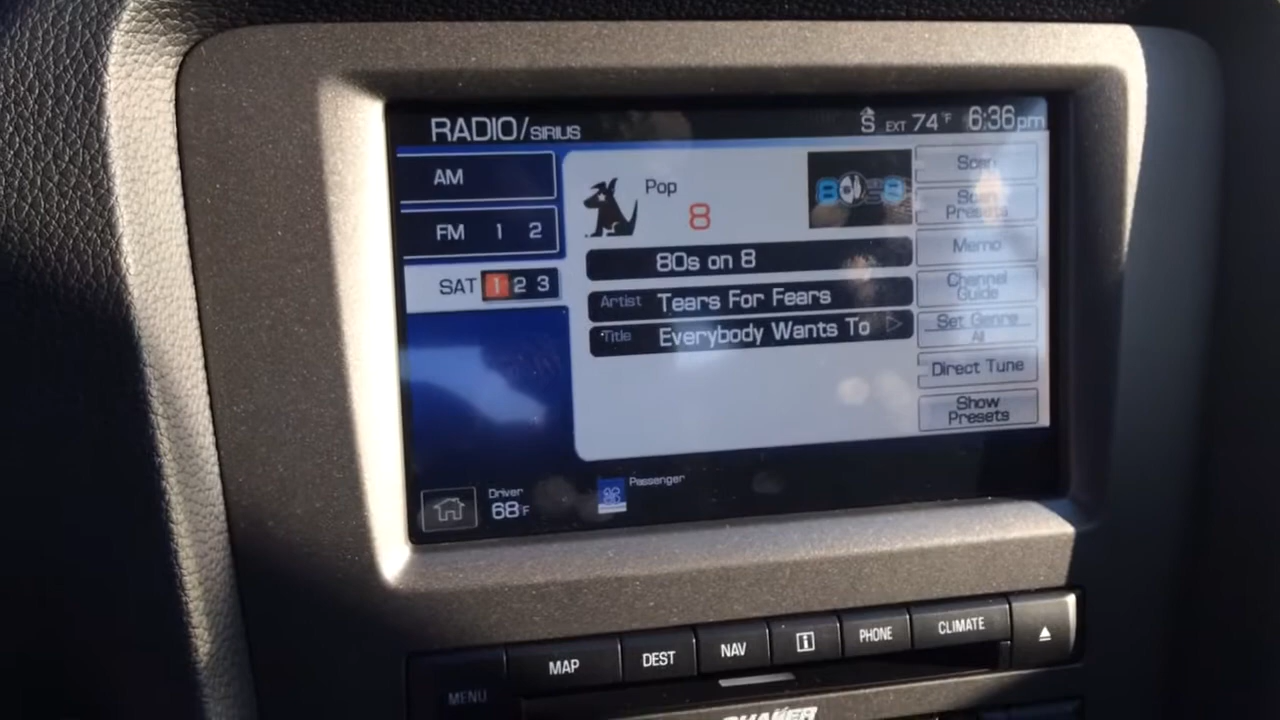 RADIO/SIRIUS
S EXT 74°F 6:36pm
AM
FM 1 2
SAT 1 2 3
Pop
8
80s on 8
Artist Tears For Fears
Title Everybody Wants To
Scan
Scan
Presets
Memo
Channel
Guide
Set Genre
All
Direct Tune
Show
Presets
Driver
68°F
Passenger
MENU
MAP
DEST
NAV
i
PHONE
CLIMATE
SHAKER